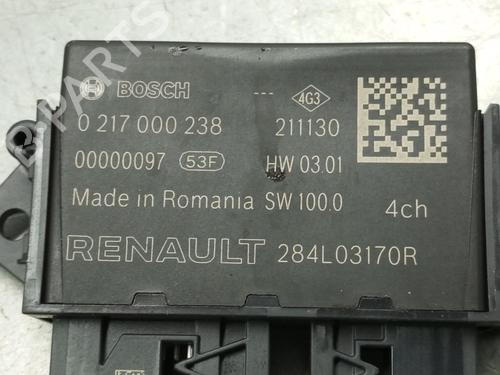 BOSCH --- 4G3
0 217 000 238 211130
00000097 53F HW 03.01
Made in Romania SW 100.0 4ch
RENAULT 284L03170R
B-PARTS